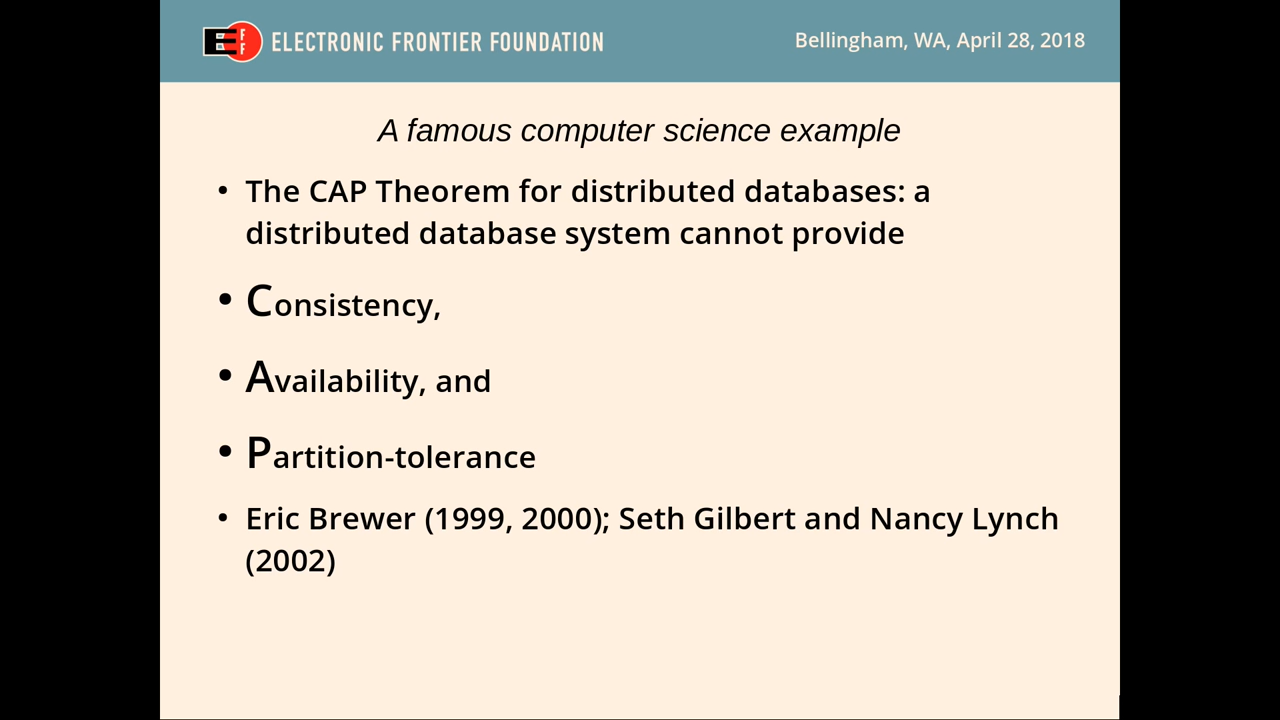 EFF
ELECTRONIC FRONTIER FOUNDATION
Bellingham, WA, April 28, 2018
A famous computer science example
• The CAP Theorem for distributed databases: a
distributed database system cannot provide
• Consistency,
• Availability, and
• Partition-tolerance
• Eric Brewer (1999, 2000); Seth Gilbert and Nancy Lynch
(2002)